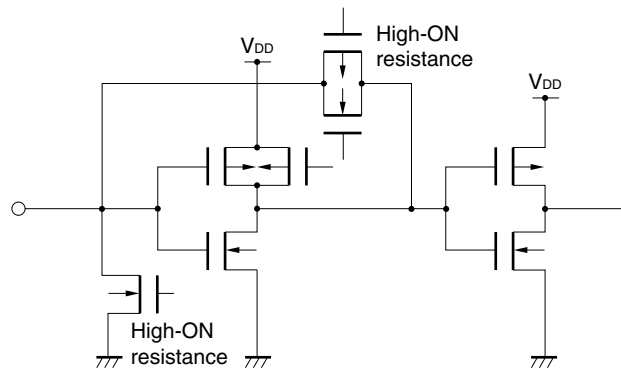 High-ON
resistance
VDD
VDD
High-ON
resistance